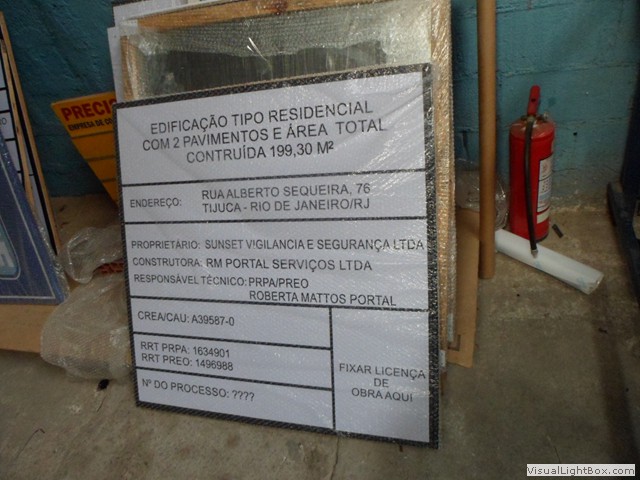 PRECIS
EMPRESA DE
EDIFICAÇÃO TIPO RESIDENCIAL
COM 2 PAVIMENTOS E ÁREA TOTAL
CONTRUÍDA 199,30 M²
ENDEREÇO: RUA ALBERTO SEQUEIRA, 76
TIJUCA - RIO DE JANEIRO/RJ
PROPRIETÁRIO: SUNSET VIGILANCIA E SEGURANÇA LTDA
CONSTRUTORA: RM PORTAL SERVIÇOS LTDA
RESPONSÁVEL TÉCNICO: PRPA/PREO
ROBERTA MATTOS PORTAL
CREA/CAU: A39587-0
RRT PRPA: 1634901
RRT PREO: 1496988
Nº DO PROCESSO: ????
FIXAR LICENÇA
DE
OBRA AQUI
VisualLightBox.com